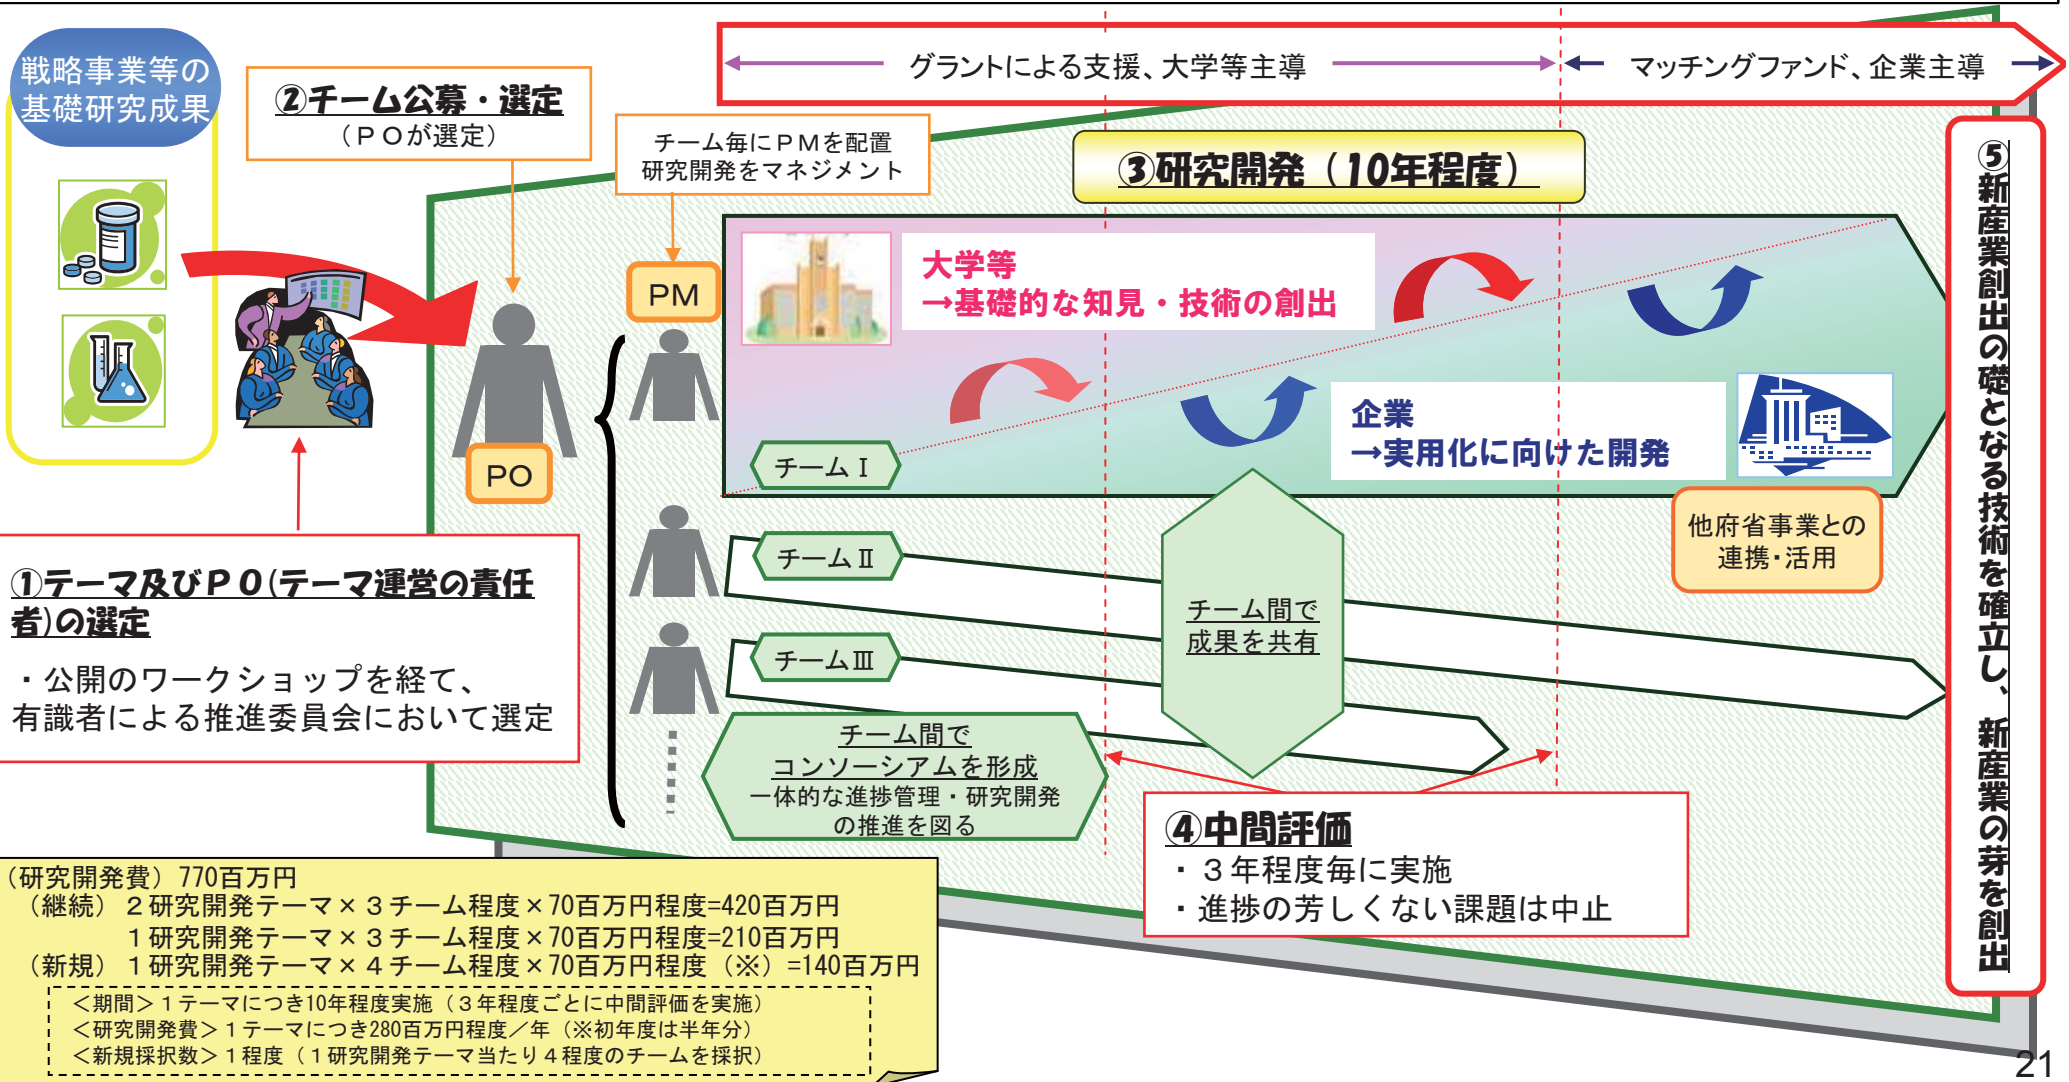 戦略事業等の
基礎研究成果
②チーム公募・選定
（ＰＯが選定）
チーム毎にＰＭを配置
研究開発をマネジメント
グラントによる支援、大学等主導
マッチングファンド、企業主導
③研究開発（10年程度）
大学等
→基礎的な知見・技術の創出
PM
PO
企業
→実用化に向けた開発
チームⅠ
チームⅡ
チームⅢ
チーム間で
成果を共有
他府省事業との
連携・活用
①テーマ及びＰＯ(テーマ運営の責任
者)の選定
・公開のワークショップを経て、
有識者による推進委員会において選定
チーム間で
コンソーシアムを形成
一体的な進捗管理・研究開発
の推進を図る
④中間評価
・３年程度毎に実施
・進捗の芳しくない課題は中止
⑤新産業創出の礎となる技術を確立し、新産業の芽を創出
（研究開発費）770百万円
（継続）２研究開発テーマ×３チーム程度×70百万円程度=420百万円
１研究開発テーマ×３チーム程度×70百万円程度=210百万円
（新規）１研究開発テーマ×４チーム程度×70百万円程度（※）=140百万円
＜期間＞１テーマにつき10年程度実施（３年程度ごとに中間評価を実施）
＜研究開発費＞１テーマにつき280百万円程度／年（※初年度は半年分）
＜新規採択数＞１程度（１研究開発テーマ当たり４程度のチームを採択）
21